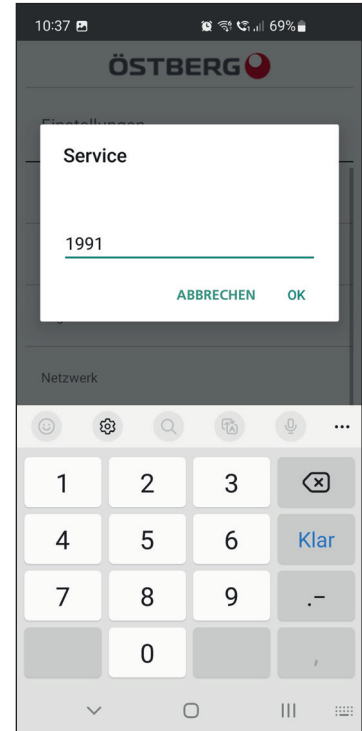 10:37 69%
ÖSTBERG
Einstellungen
Service
1991
ABBRECHEN OK
Netzwerk
1 2 3
4 5 6 Klar
7 8 9 .-
0 ,